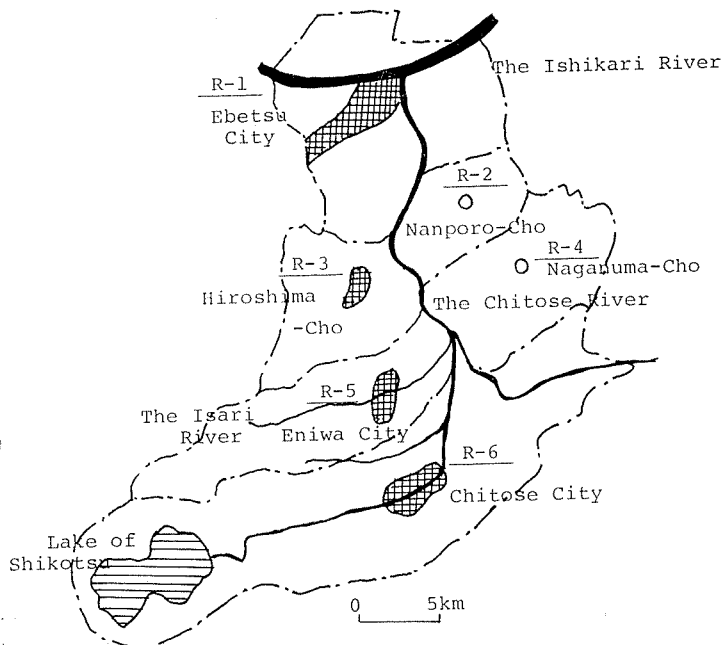 The Ishikari River
R-1
Ebetsu
City
R-2
Nanporo-Cho
R-4
Naganuma-Cho
R-3
Hiroshima
-Cho
The Chitose River
R-5
The Isari
River
Eniwa City
R-6
Chitose City
Lake of
Shikotsu
0 5km